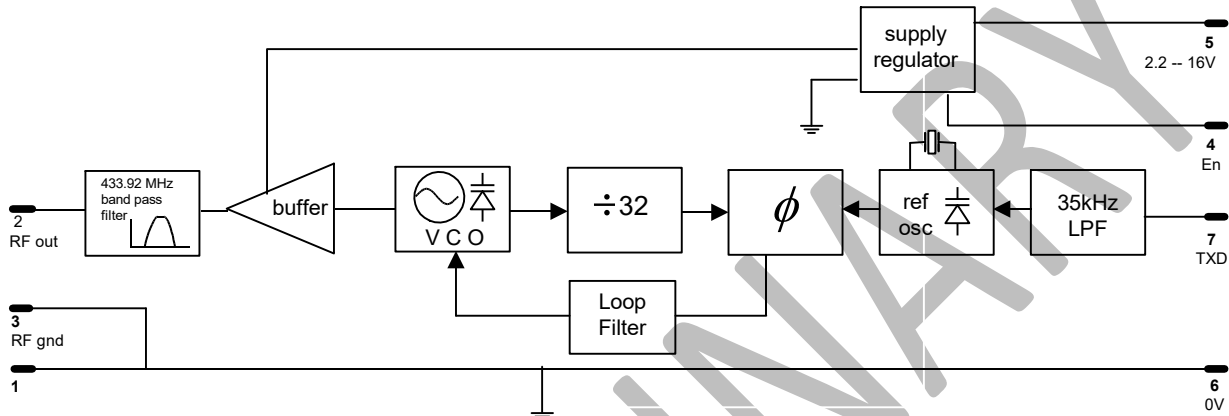 supply
regulator
5
2.2 -- 16V
4
En
433.92 MHz
band pass
filter
2
RF out
buffer
V C O
÷32
ϕ
ref
osc
35kHz
LPF
7
TXD
Loop
Filter
3
RF gnd
1
6
0V